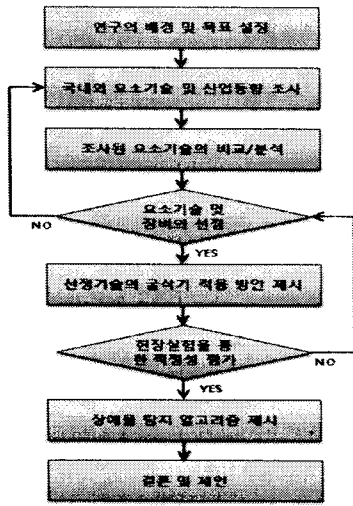 연구의 배경 및 목표 설정
국내외 요소기술 및 산업동향 조사
조사된 요소기술의 비교/분석
요소기술 및
장비의 선정
NO
YES
선정기술의 굴삭기 적용 방안 제시
현장실험을 통
한 적정성 평가
NO
YES
장애물 탐지 알고리즘 제시
결론 및 제언